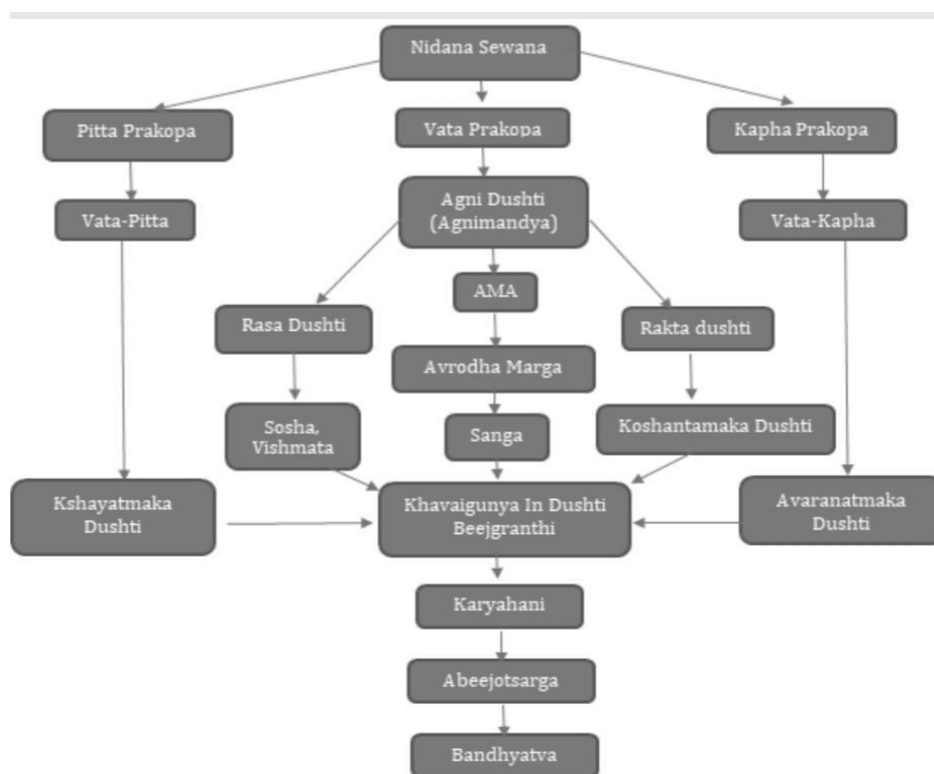 Nidana Sewana
Pitta Prakopa
Vata Prakopa
Kapha Prakopa
Vata-Pitta
Agni Dushti
(Agnimandya)
Vata-Kapha
AMA
Rasa Dushti
Rakta dushti
Avrodha Marga
Sosha,
Vishmata
Sanga
Koshantamaka Dushti
Kshayatmaka
Dushti
Khavaigunya In Dushti
Beejgranthi
Avaranatmaka
Dushti
Karyahani
Abeejotsarga
Bandhyatva